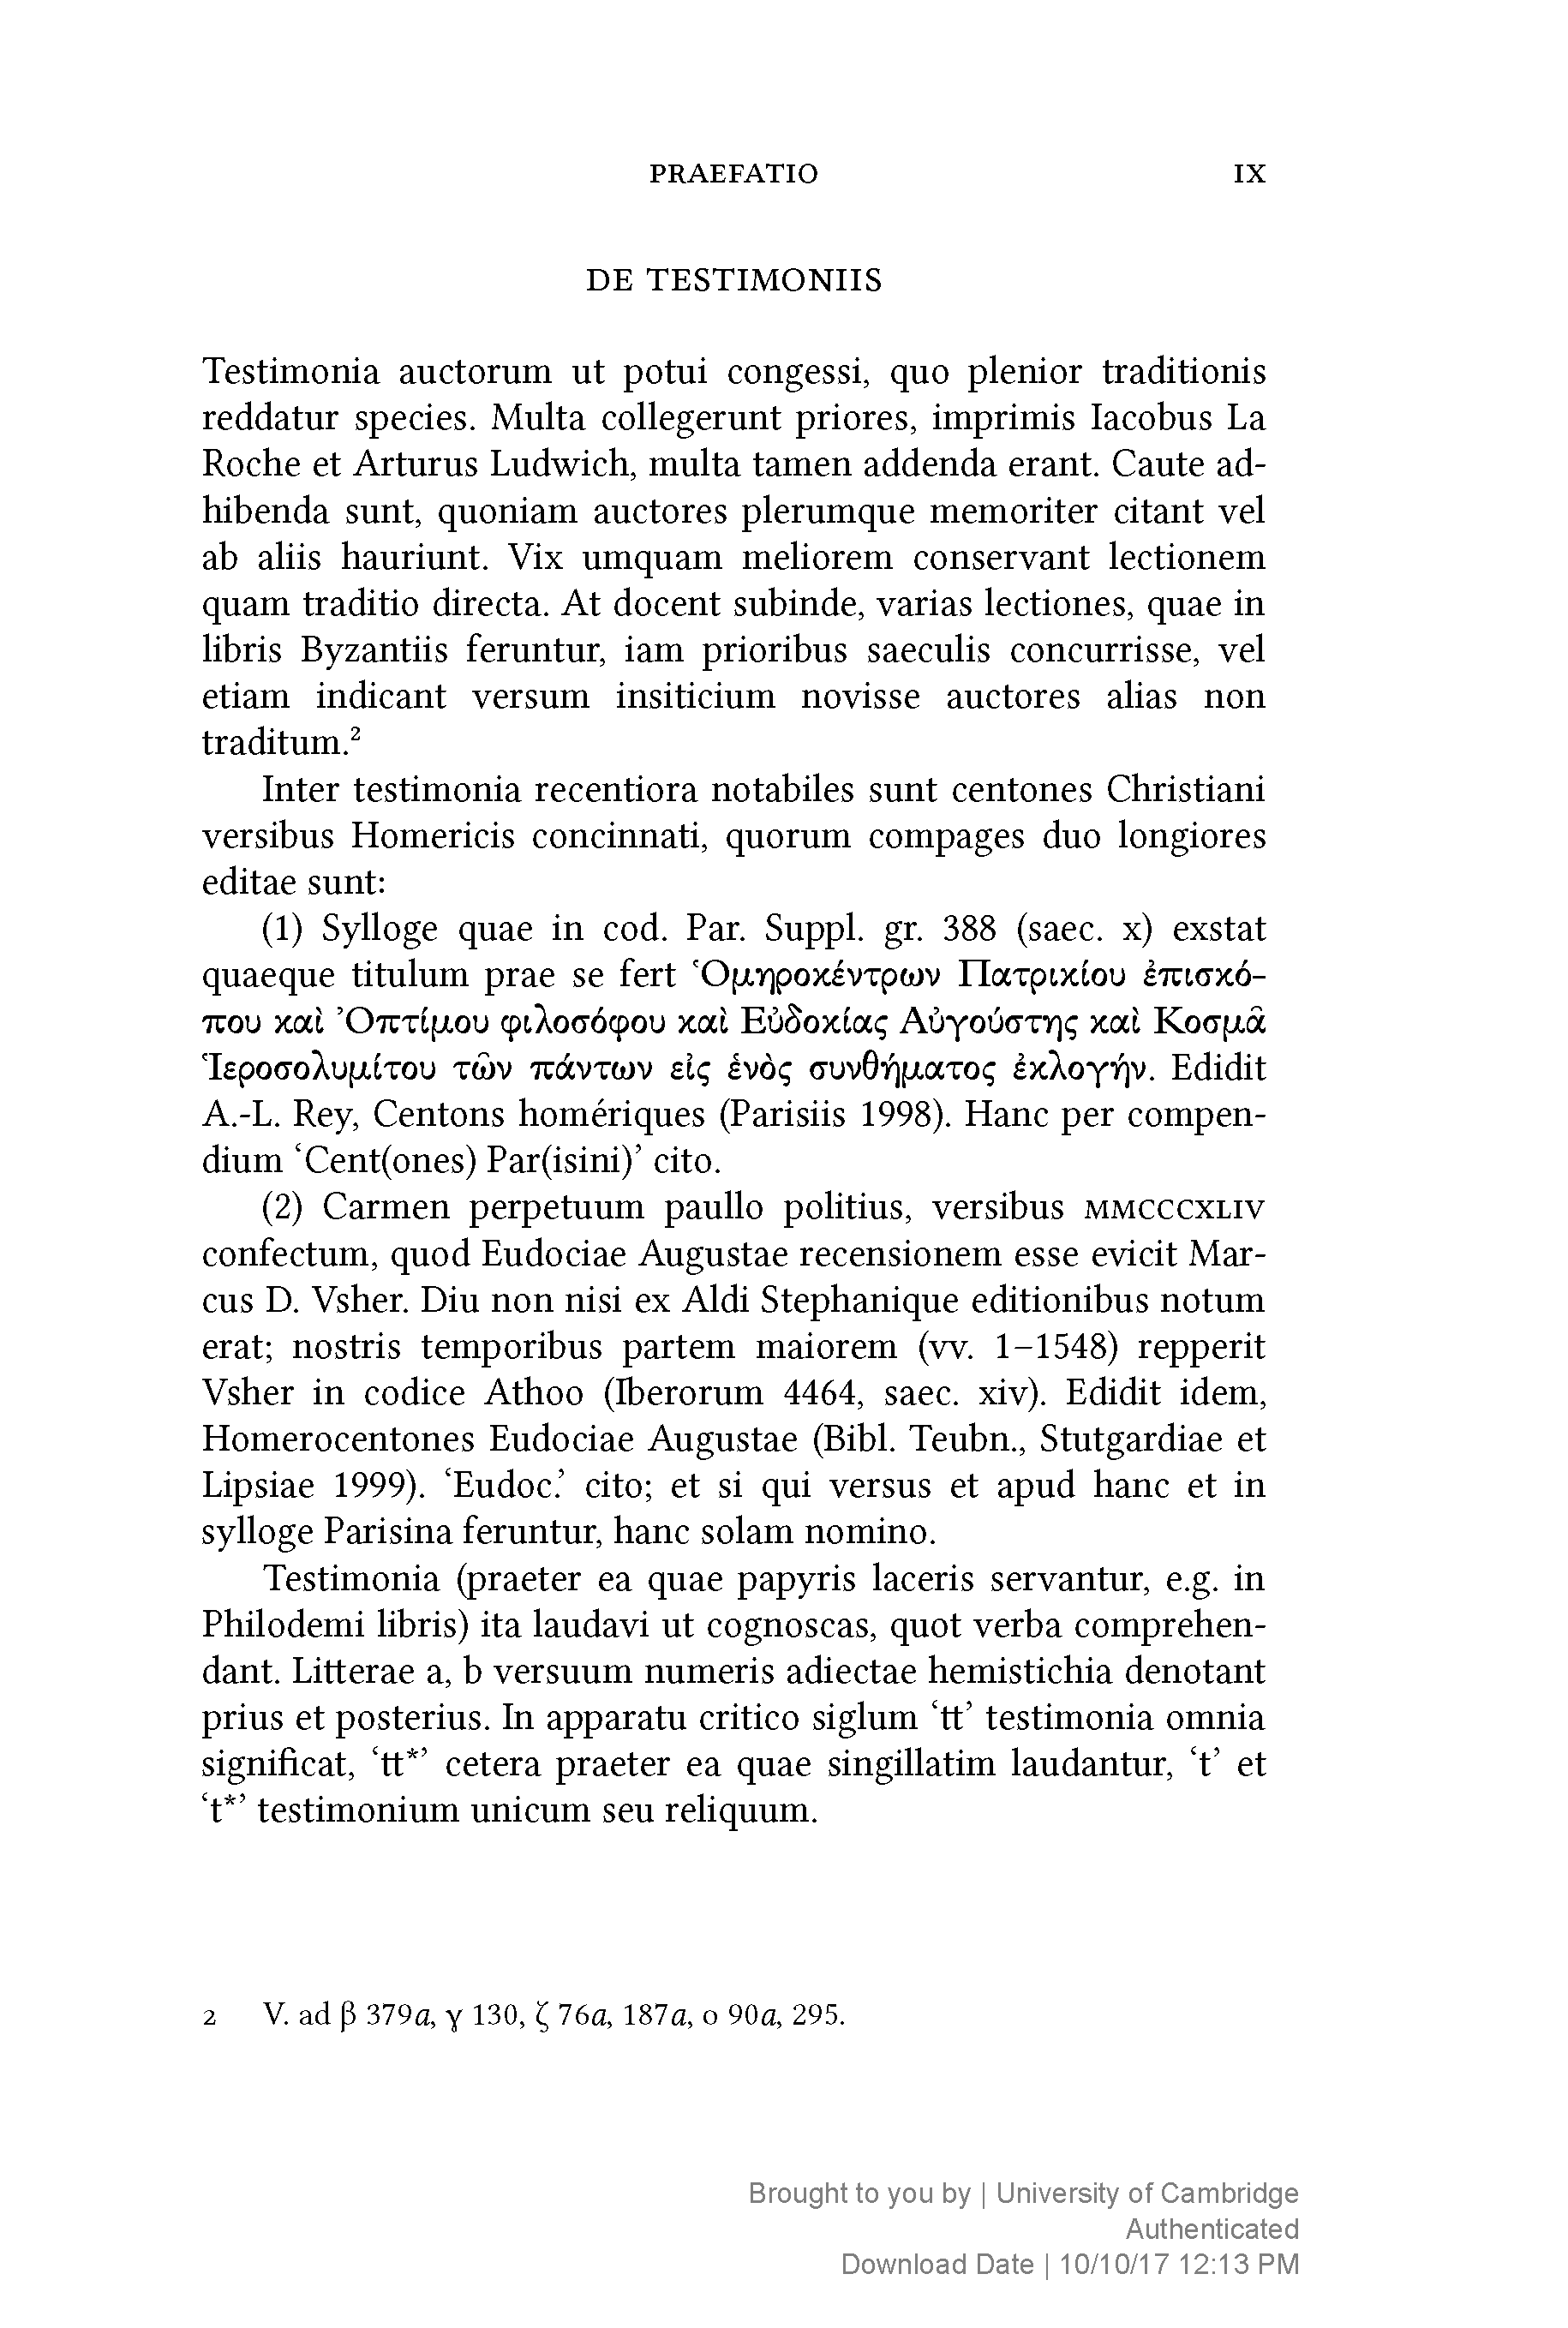 PRAEFATIO IX
DE TESTIMONIIS
Testimonia auctorum ut potui congessi, quo plenior traditionis
reddatur species. Multa collegerunt priores, imprimis Iacobus La
Roche et Arturus Ludwich, multa tamen addenda erant. Caute ad-
hibenda sunt, quoniam auctores plerumque memoriter citant vel
ab aliis hauriunt. Vix umquam meliorem conservant lectionem
quam traditio directa. At docent subinde, varias lectiones, quae in
libris Byzantiis feruntur, iam prioribus saeculis concurrisse, vel
etiam indicant versum insiticium novisse auctores alias non
traditum.²
Inter testimonia recentiora notabiles sunt centones Christiani
versibus Homericis concinnati, quorum compages duo longiores
editae sunt:
(1) Sylloge quae in cod. Par. Suppl. gr. 388 (saec. x) exstat
quaeque titulum prae se fert Ὁμηροκέντρων Πατρικίου ἐπισκό-
που καὶ Ὀπτίμου φιλοσόφου καὶ Εὐδοκίας Αὐγούστης καὶ Κοσμᾶ
Ἱεροσολυμίτου τῶν πάντων εἰς ἑνὸς συνθήματος ἐκλογήν. Edidit
A.-L. Rey, Centons homériques (Parisiis 1998). Hanc per compen-
dium ‘Cent(ones) Par(isini)’ cito.
(2) Carmen perpetuum paullo politius, versibus MMCCCXLIV
confectum, quod Eudociae Augustae recensionem esse evicit Mar-
cus D. Vsher. Diu non nisi ex Aldi Stephanique editionibus notum
erat; nostris temporibus partem maiorem (vv. 1–1548) repperit
Vsher in codice Athoo (Iberorum 4464, saec. xiv). Edidit idem,
Homerocentones Eudociae Augustae (Bibl. Teubn., Stutgardiae et
Lipsiae 1999). ‘Eudoc.’ cito; et si qui versus et apud hanc et in
sylloge Parisina feruntur, hanc solam nomino.
Testimonia (praeter ea quae papyris laceris servantur, e.g. in
Philodemi libris) ita laudavi ut cognoscas, quot verba comprehen-
dant. Litterae a, b versuum numeris adiectae hemistichia denotant
prius et posterius. In apparatu critico siglum ‘tt’ testimonia omnia
significat, ‘tt*’ cetera praeter ea quae singillatim laudantur, ‘t’ et
‘t*’ testimonium unicum seu reliquum.
2 V. ad β 379a, γ 130, ζ 76a, 187a, ο 90a, 295.
Brought to you by | University of Cambridge
Authenticated
Download Date | 10/10/17 12:13 PM